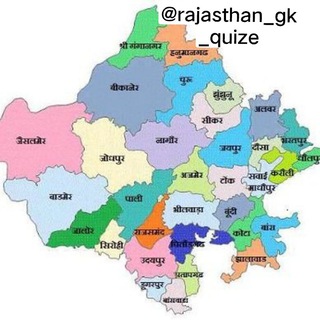 @rajasthan_gk
_quize
श्री गंगानगर
हनुमानगढ
बीकानेर
चुरू
झुंझुनू
सीकर
अलवर
जैसलमेर
जोधपुर
नागौर
जयपुर
दौसा
भरतपुर
धौलपुर
करौली
सवाई
माधौपुर
टोंक
अजमेर
पाली
बाडमेर
भीलवाडा
बूंदी
कोटा
बारां
जालोर
सिरोही
राजसमंद
चितौड़गढ
झालावाड
उदयपुर
प्रतापगढ
डूंगरपुर
बांसवाडा